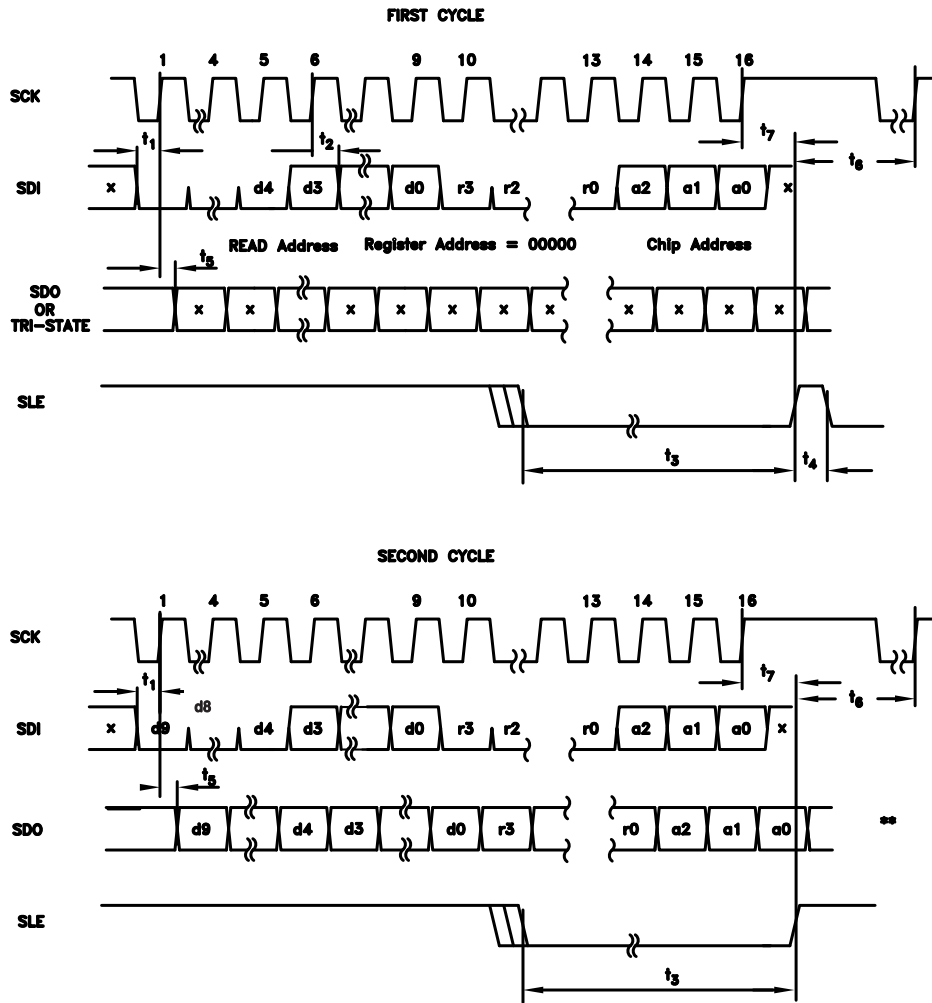 FIRST CYCLE
1 4 5 6 9 10 13 14 15 16
SCK
t1 t2 t7 t6
SDI x d4 d3 d0 r3 r2 r0 a2 a1 a0 x
READ Address Register Address = 00000 Chip Address
t5
SDO
OR
TRI-STATE
x x x x x x x x x x x
SLE
t3 t4
SECOND CYCLE
1 4 5 6 9 10 13 14 15 16
SCK
t1 t7 t6
d8
SDI x d9 d4 d3 d0 r3 r2 r0 a2 a1 a0 x
t5
SDO d9 d4 d3 d0 r3 r0 a2 a1 a0 **
SLE
t3